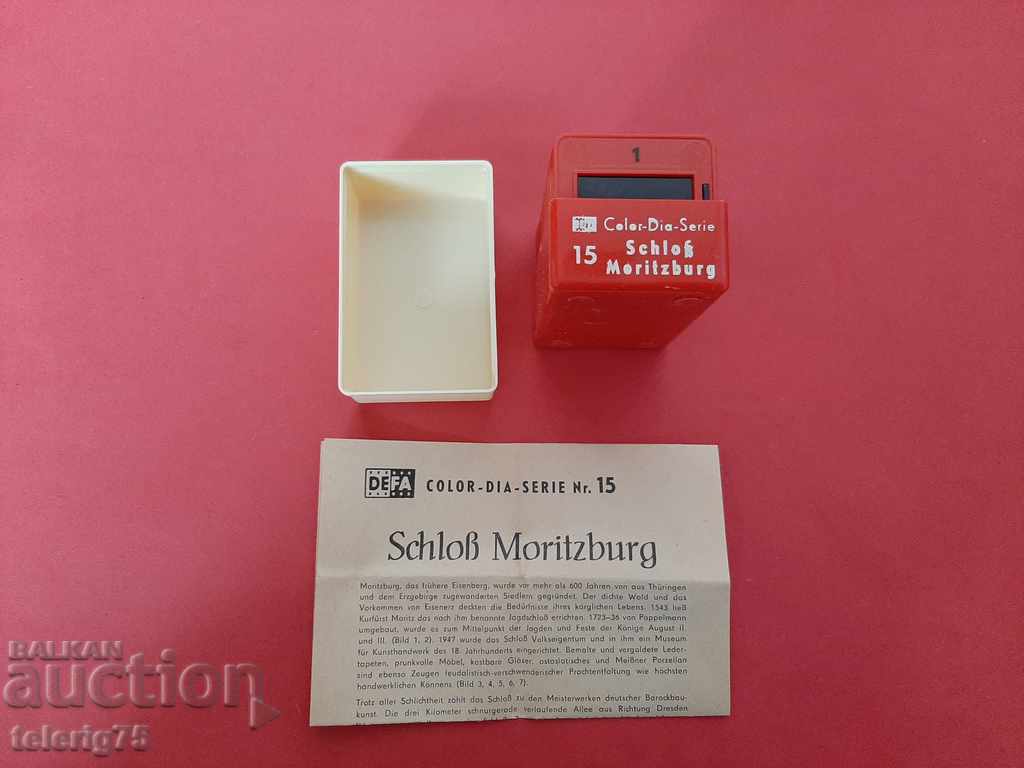 1
Color-Dia-Serie
15 Schloß
Moritzburg
DEFA COLOR-DIA-SERIE Nr. 15
Schloß Moritzburg
Moritzburg, das frühere Eisenberg, wurde vor mehr als 600 Jahren von aus Thüringen
und dem Erzgebirge zugewanderten Siedlern gegründet. Der dichte Wald und das
Vorkommen von Eisenerz deckten die Bedürfnisse ihres kärglichen Lebens. 1543 ließ
Kurfürst Moritz das nach ihm benannte Jagdschloß errichten. 1723–36 von Pöppelmann
umgebaut, wurde es zum Mittelpunkt der Jagden und Feste der Könige August II.
und III. (Bild 1, 2). 1947 wurde das Schloß Volkseigentum und in ihm ein Museum
für Kunsthandwerk des 18. Jahrhunderts eingerichtet. Bemalte und vergoldete Leder-
tapeten, prunkvolle Möbel, kostbare Gläser, ostasiatisches und Meißner Porzellan
sind ebenso Zeugen feudalistisch-verschwenderischer Prachtentfaltung wie höchsten
handwerklichen Könnens (Bild 3, 4, 5, 6, 7).
Trotz aller Schlichtheit zählt das Schloß zu den Meisterwerken deutscher Barockbau-
kunst. Die drei Kilometer schnurgerade verlaufende Allee aus Richtung Dresden
BALKAN
auction
telerig75